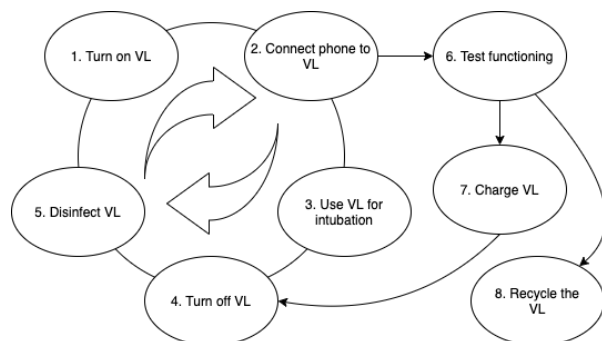 1. Turn on VL
2. Connect phone to
VL
6. Test functioning
7. Charge VL
5. Disinfect VL
3. Use VL for
intubation
4. Turn off VL
8. Recycle the
VL